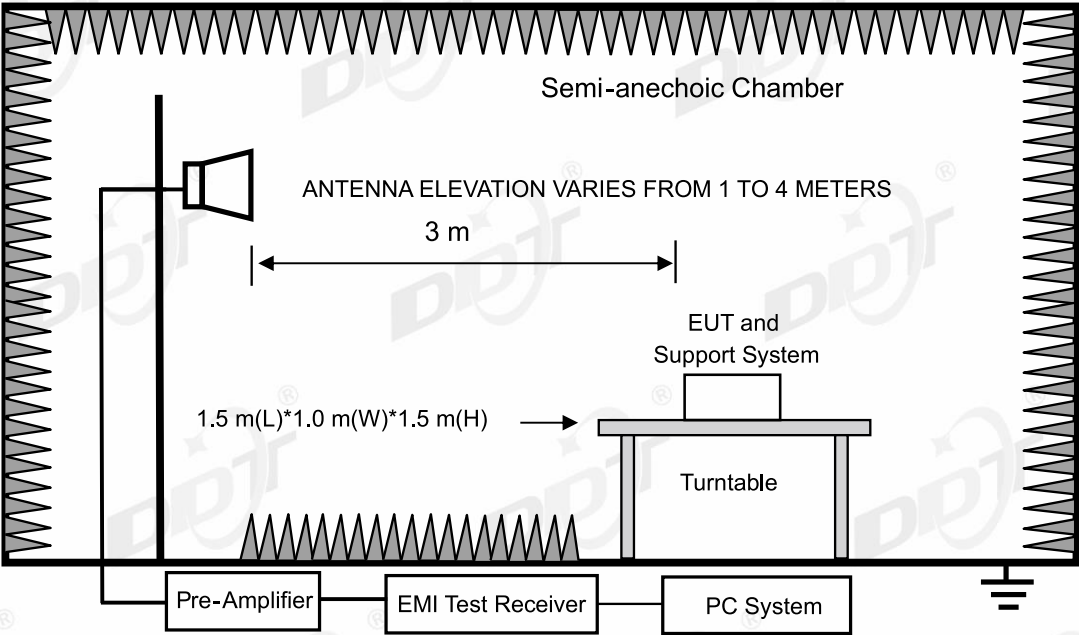 Semi-anechoic Chamber
ANTENNA ELEVATION VARIES FROM 1 TO 4 METERS
3 m
EUT and
Support System
1.5 m(L)*1.0 m(W)*1.5 m(H)
Turntable
Pre-Amplifier
EMI Test Receiver
PC System
DDT
®